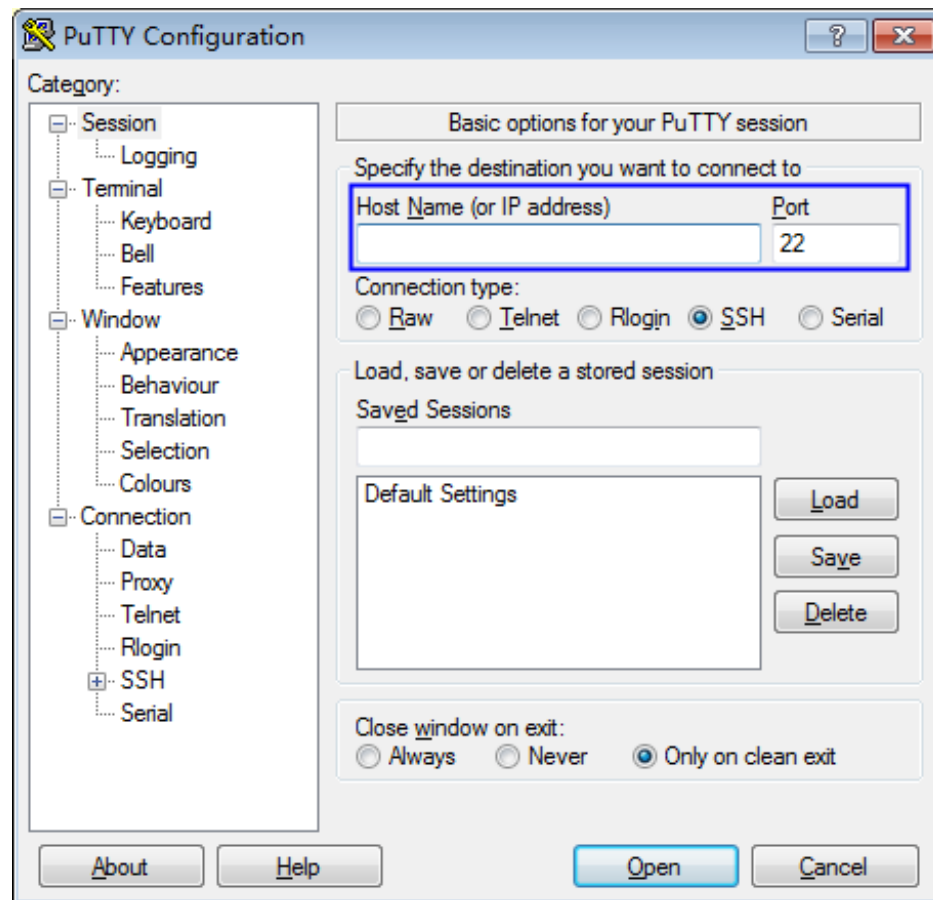 PuTTY Configuration
Category:
Session
Logging
Terminal
Keyboard
Bell
Features
Window
Appearance
Behaviour
Translation
Selection
Colours
Connection
Data
Proxy
Telnet
Rlogin
SSH
Serial
Basic options for your PuTTY session
Specify the destination you want to connect to
Host Name (or IP address) Port
22
Connection type:
Raw Telnet Rlogin SSH Serial
Load, save or delete a stored session
Saved Sessions
Default Settings
Load
Save
Delete
Close window on exit:
Always Never Only on clean exit
About Help Open Cancel